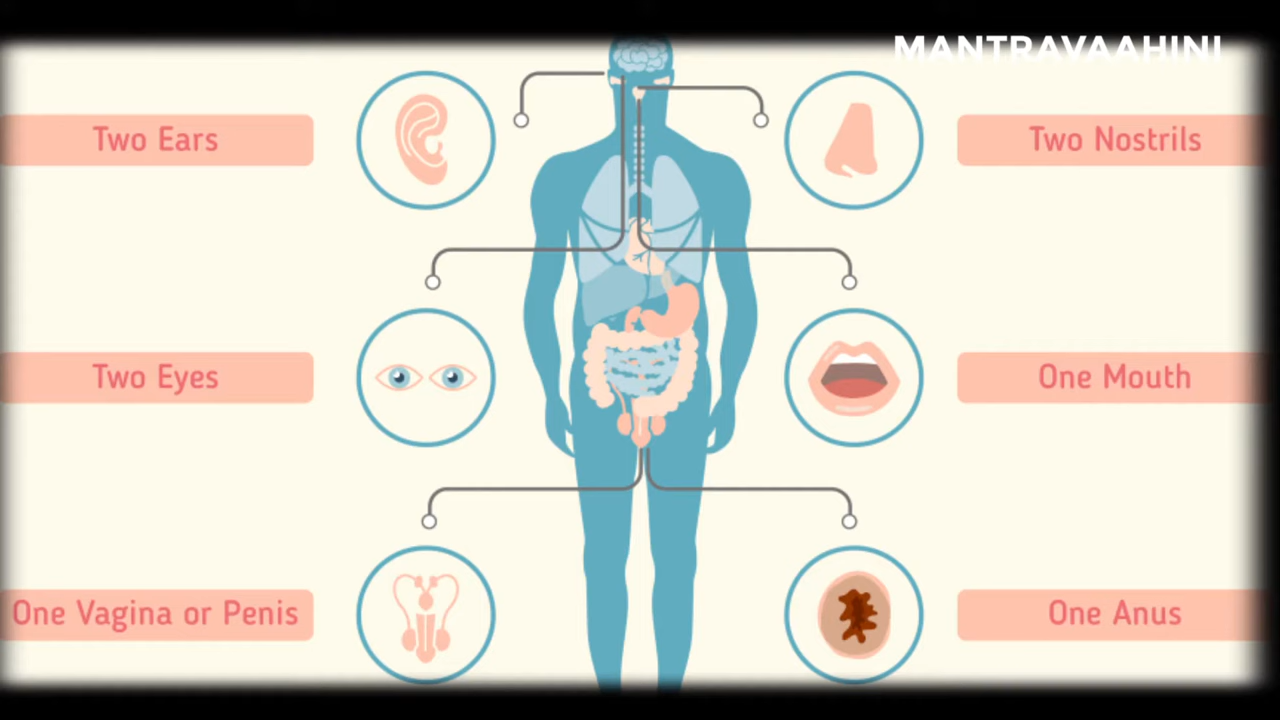 MANTRAVAAHINI
Two Ears
Two Nostrils
Two Eyes
One Mouth
One Vagina or Penis
One Anus